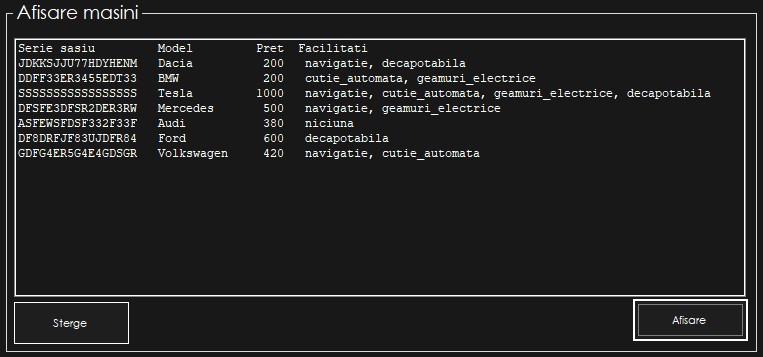 Afisare masini
Serie sasiu Model Pret Facilitati
JDKKSJJU77HDYHENM Dacia 200 navigatie, decapotabila
DDFF33ER3455EDT33 BMW 200 cutie_automata, geamuri_electrice
SSSSSSSSSSSSSSSSS Tesla 1000 navigatie, cutie_automata, geamuri_electrice, decapotabila
DFSFE3DFSR2DER3RW Mercedes 500 navigatie, geamuri_electrice
ASFEWSFDSF332F33F Audi 380 niciuna
DF8DRFJF83UJDFR84 Ford 600 decapotabila
GDFG4ER5G4E4GDSGR Volkswagen 420 navigatie, cutie_automata
Sterge Afisare